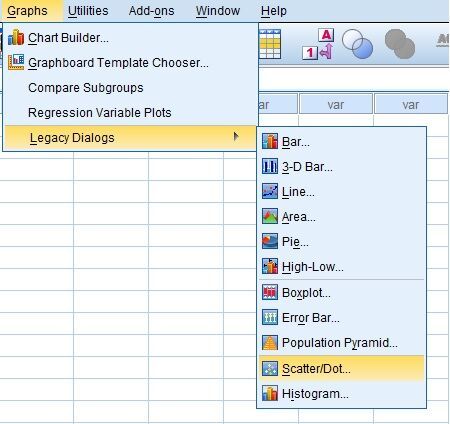 Graphs Utilities Add-ons Window Help
Chart Builder...
Graphboard Template Chooser...
Compare Subgroups
Regression Variable Plots
Legacy Dialogs
1 A
var var
Bar...
3-D Bar...
Line...
Area...
Pie...
High-Low...
Boxplot...
Error Bar...
Population Pyramid...
Scatter/Dot...
Histogram...